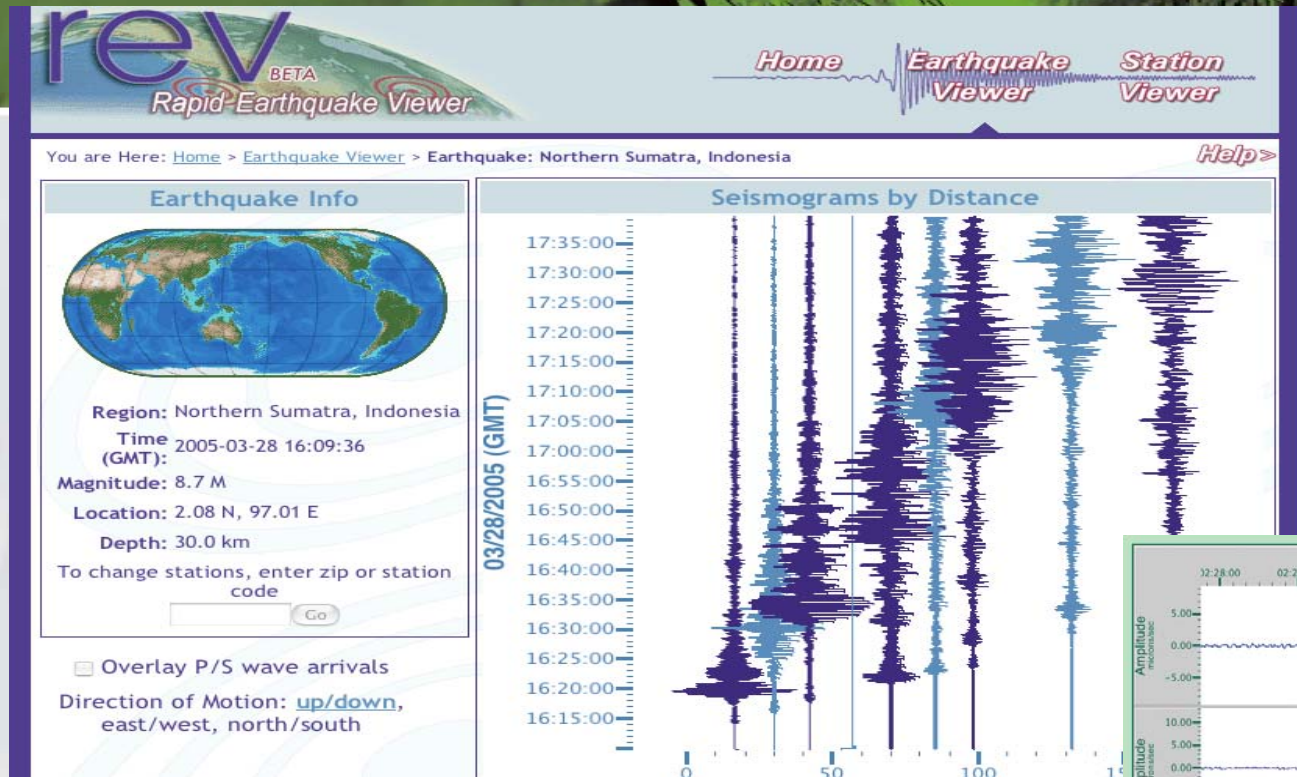 rev
BETA
Rapid Earthquake Viewer
Home
Earthquake Viewer
Station Viewer
You are Here: Home > Earthquake Viewer > Earthquake: Northern Sumatra, Indonesia
Help >
Earthquake Info
Region: Northern Sumatra, Indonesia
Time (GMT): 2005-03-28 16:09:36
Magnitude: 8.7 M
Location: 2.08 N, 97.01 E
Depth: 30.0 km
To change stations, enter zip or station
code
Go
Overlay P/S wave arrivals
Direction of Motion: up/down,
east/west, north/south
Seismograms by Distance
03/28/2005 (GMT)
17:35:00
17:30:00
17:25:00
17:20:00
17:15:00
17:10:00
17:05:00
17:00:00
16:55:00
16:50:00
16:45:00
16:40:00
16:35:00
16:30:00
16:25:00
16:20:00
16:15:00
0 50 100
02:28:00
Amplitude
microns/sec
5.00
0.00
-5.00
10.00
5.00
0.00